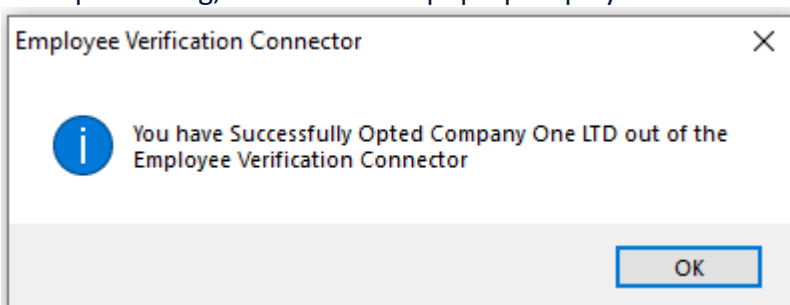 Employee Verification Connector
You have Successfully Opted Company One LTD out of the
Employee Verification Connector
OK